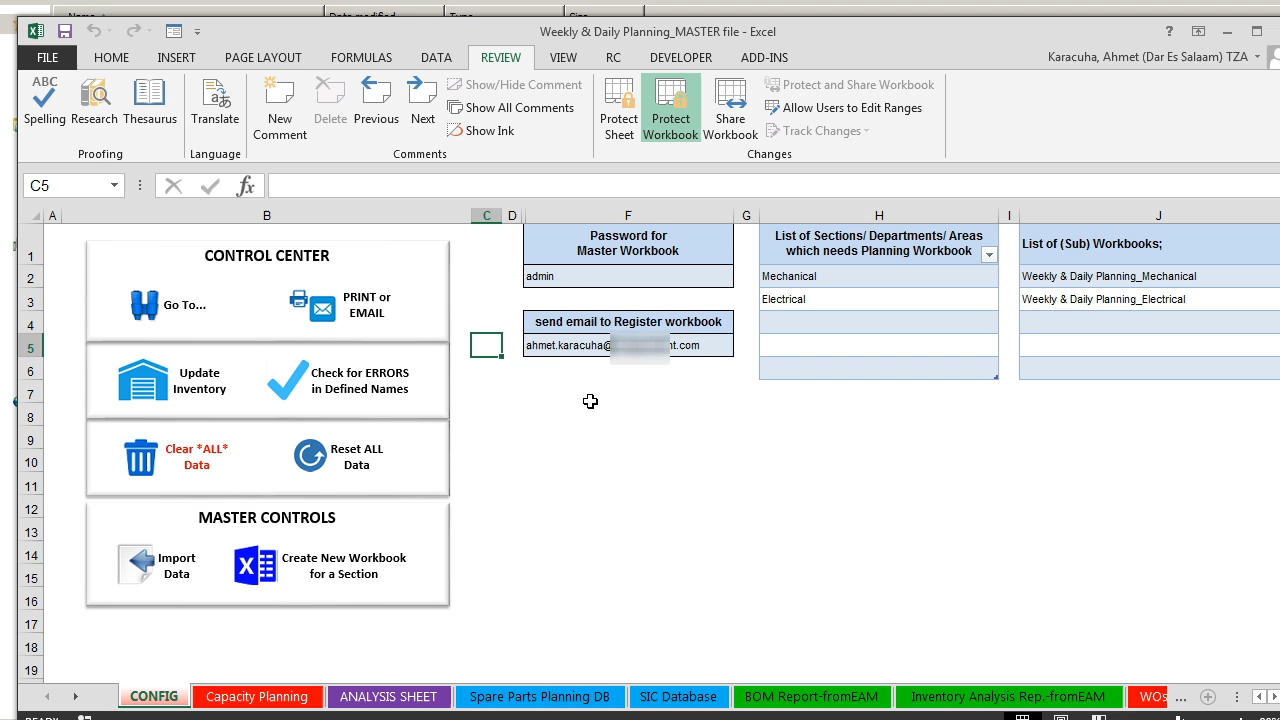 Weekly & Daily Planning_MASTER file - Excel
FILE HOME INSERT PAGE LAYOUT FORMULAS DATA REVIEW VIEW RC DEVELOPER ADD-INS Karacuha, Ahmet (Dar Es Salaam) TZA
ABC
Spelling Research Thesaurus
Proofing
Translate
Language
New
Comment
Delete Previous Next
Show/Hide Comment
Show All Comments
Show Ink
Comments
Protect
Sheet
Protect
Workbook
Share
Workbook
Protect and Share Workbook
Allow Users to Edit Ranges
Track Changes
Changes
C5
fx
A B C D F G H I J
1
2
3
4
5
6
7
8
9
10
11
12
13
14
15
16
17
18
19
CONTROL CENTER
Go To...
PRINT or
EMAIL
Update
Inventory
Check for ERRORS
in Defined Names
Clear *ALL*
Data
Reset ALL
Data
MASTER CONTROLS
Import
Data
Create New Workbook
for a Section
Password for
Master Workbook
admin
send email to Register workbook
ahmet.karacuha@
.com
List of Sections/ Departments/ Areas
which needs Planning Workbook
Mechanical
Electrical
List of (Sub) Workbooks;
Weekly & Daily Planning_Mechanical
Weekly & Daily Planning_Electrical
CONFIG Capacity Planning ANALYSIS SHEET Spare Parts Planning DB SIC Database BOM Report-fromEAM Inventory Analysis Rep.-fromEAM WOs ...